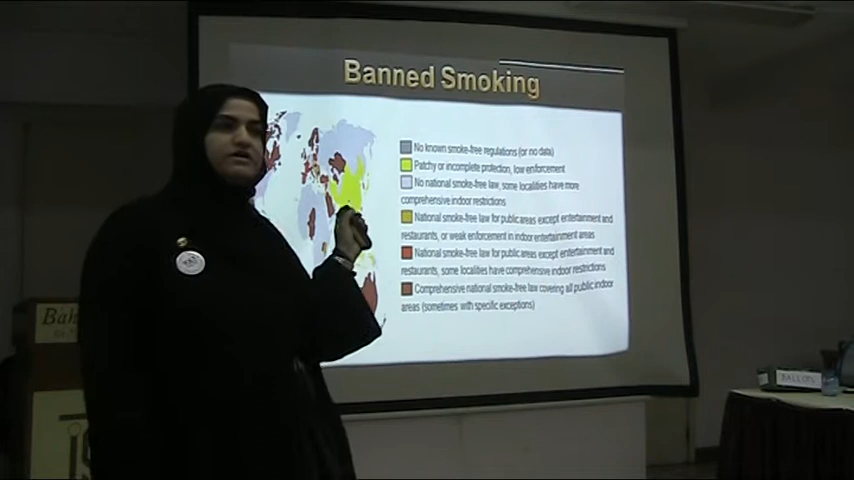 Banned Smoking
No known smoke-free regulations (or no data)
Patchy or incomplete protection, low enforcement
No national smoke-free law, some localities have more
comprehensive indoor restrictions
National smoke-free law for public areas except entertainment and
restaurants, or weak enforcement in indoor entertainment areas
National smoke-free law for public areas except entertainment and
restaurants, some localities have comprehensive indoor restrictions
Comprehensive national smoke-free law covering all public indoor
areas (sometimes with specific exceptions)
Bah
BALLOTS